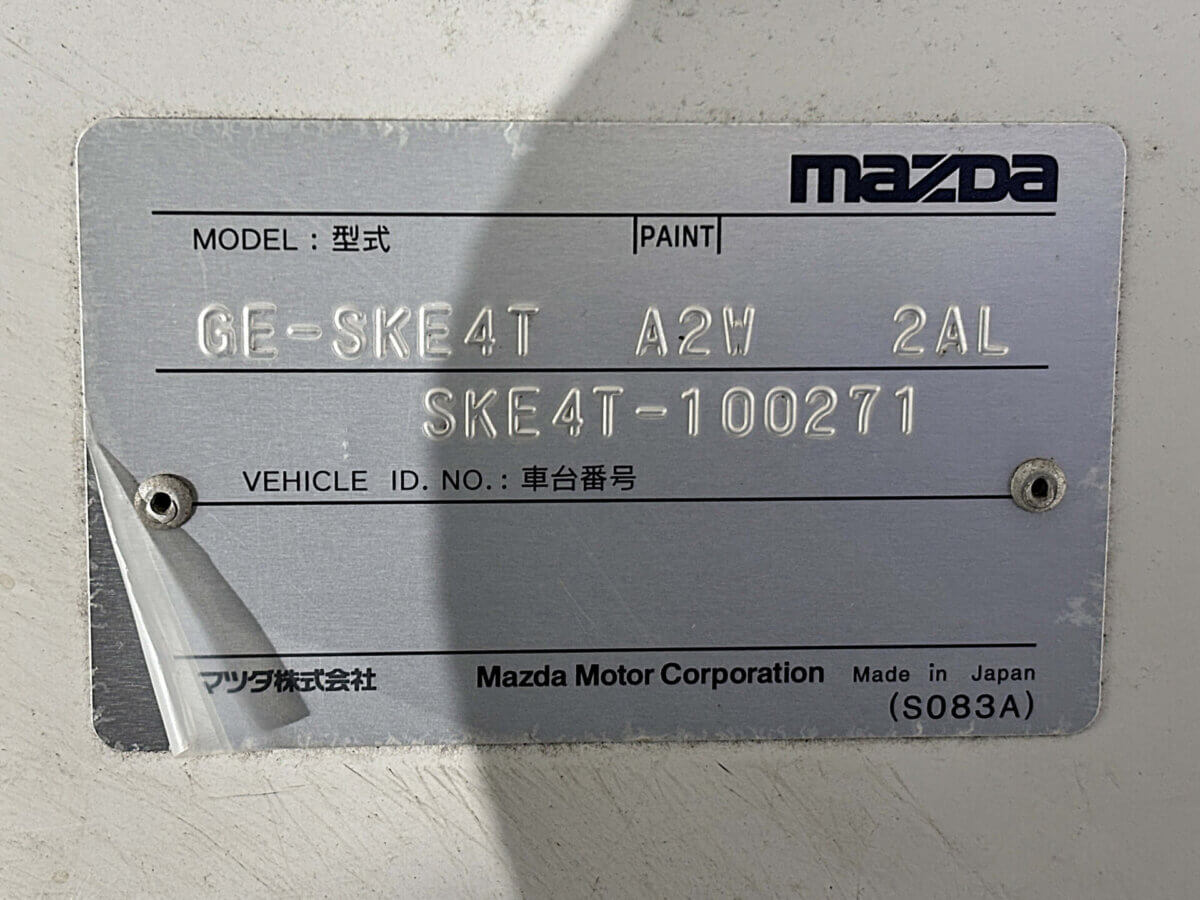 mazda
MODEL : 型式 PAINT
GE-SKE4T A2W 2AL
SKE4T-100271
VEHICLE ID. NO. : 車台番号
マツダ株式会社 Mazda Motor Corporation Made in Japan
(S083A)